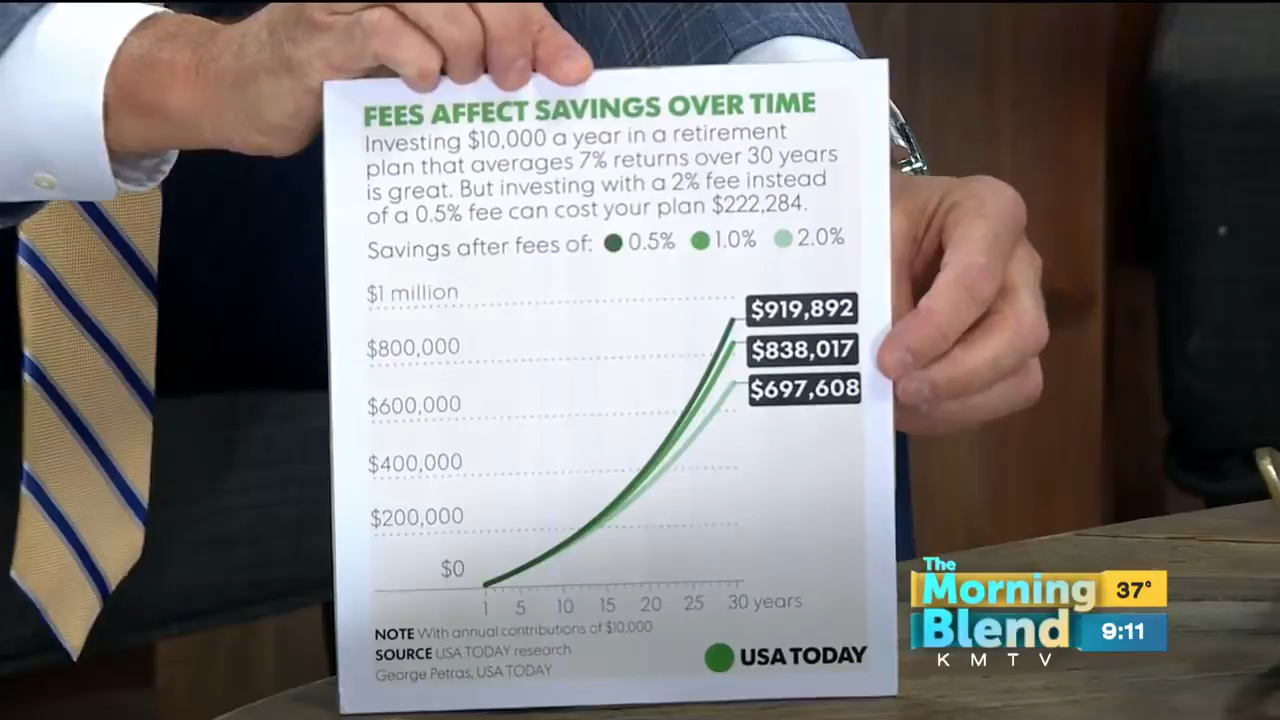 FEES AFFECT SAVINGS OVER TIME
Investing $10,000 a year in a retirement
plan that averages 7% returns over 30 years
is great. But investing with a 2% fee instead
of a 0.5% fee can cost your plan $222,284.
Savings after fees of: 0.5% 1.0% 2.0%
$1 million
$919,892
$800,000
$838,017
$697,608
$600,000
$400,000
$200,000
$0
1 5 10 15 20 25 30 years
NOTE With annual contributions of $10,000
SOURCE USA TODAY research
George Petras, USA TODAY
USA TODAY
The
Morning
Blend
KMTV
37°
9:11